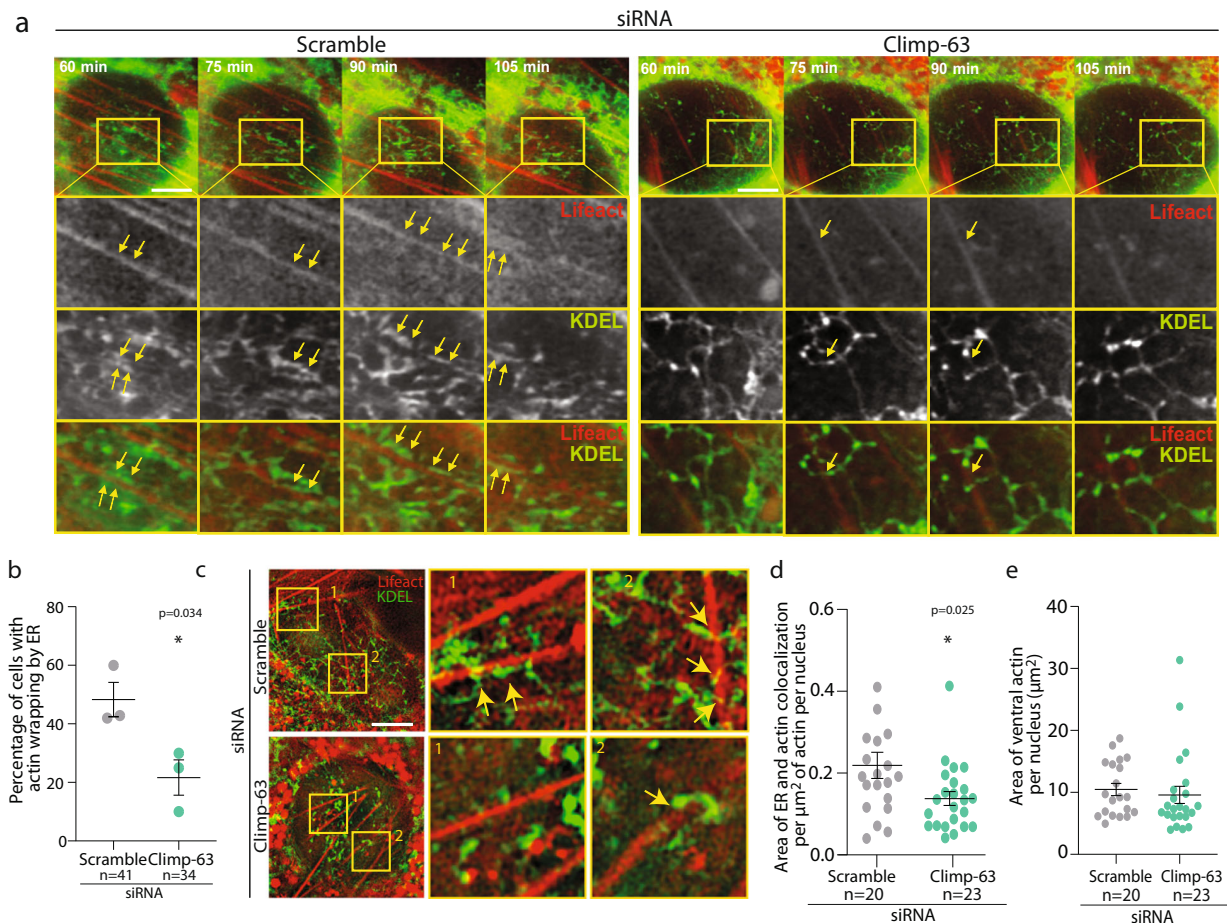 a
siRNA
Scramble
Climp-63
60 min
75 min
90 min
105 min
60 min
75 min
90 min
105 min
Lifeact
Lifeact
KDEL
KDEL
Lifeact
KDEL
Lifeact
KDEL
b
Percentage of cells with
actin wrapping by ER
80
60
40
20
0
p=0.034
*
Scramble
n=41
Climp-63
n=34
siRNA
c
siRNA
Scramble
Climp-63
Lifeact
KDEL
1
2
1
2
1
2
1
2
d
Area of ER and actin colocalization
per µm² of actin per nucleus
0.6
0.4
0.2
0.0
p=0.025
*
Scramble
n=20
Climp-63
n=23
siRNA
e
Area of ventral actin
per nucleus (µm²)
40
30
20
10
0
Scramble
n=20
Climp-63
n=23
siRNA